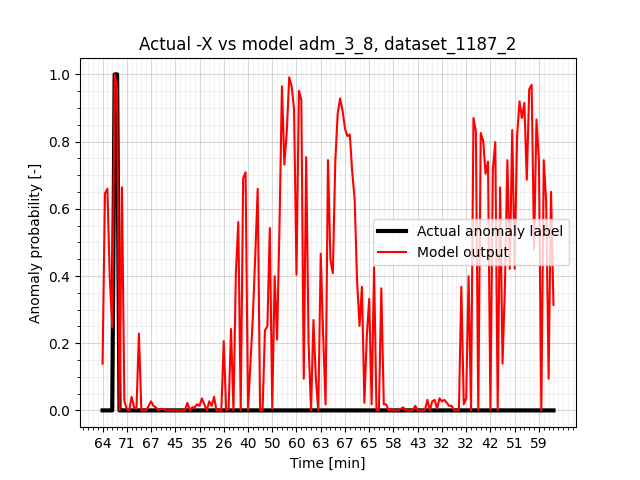 Actual -X vs model adm_3_8, dataset_1187_2
Anomaly probability [-]
1.0
0.8
0.6
0.4
0.2
0.0
Actual anomaly label
Model output
64 71 67 45 35 26 40 50 60 63 67 65 58 43 32 32 42 51 59
Time [min]